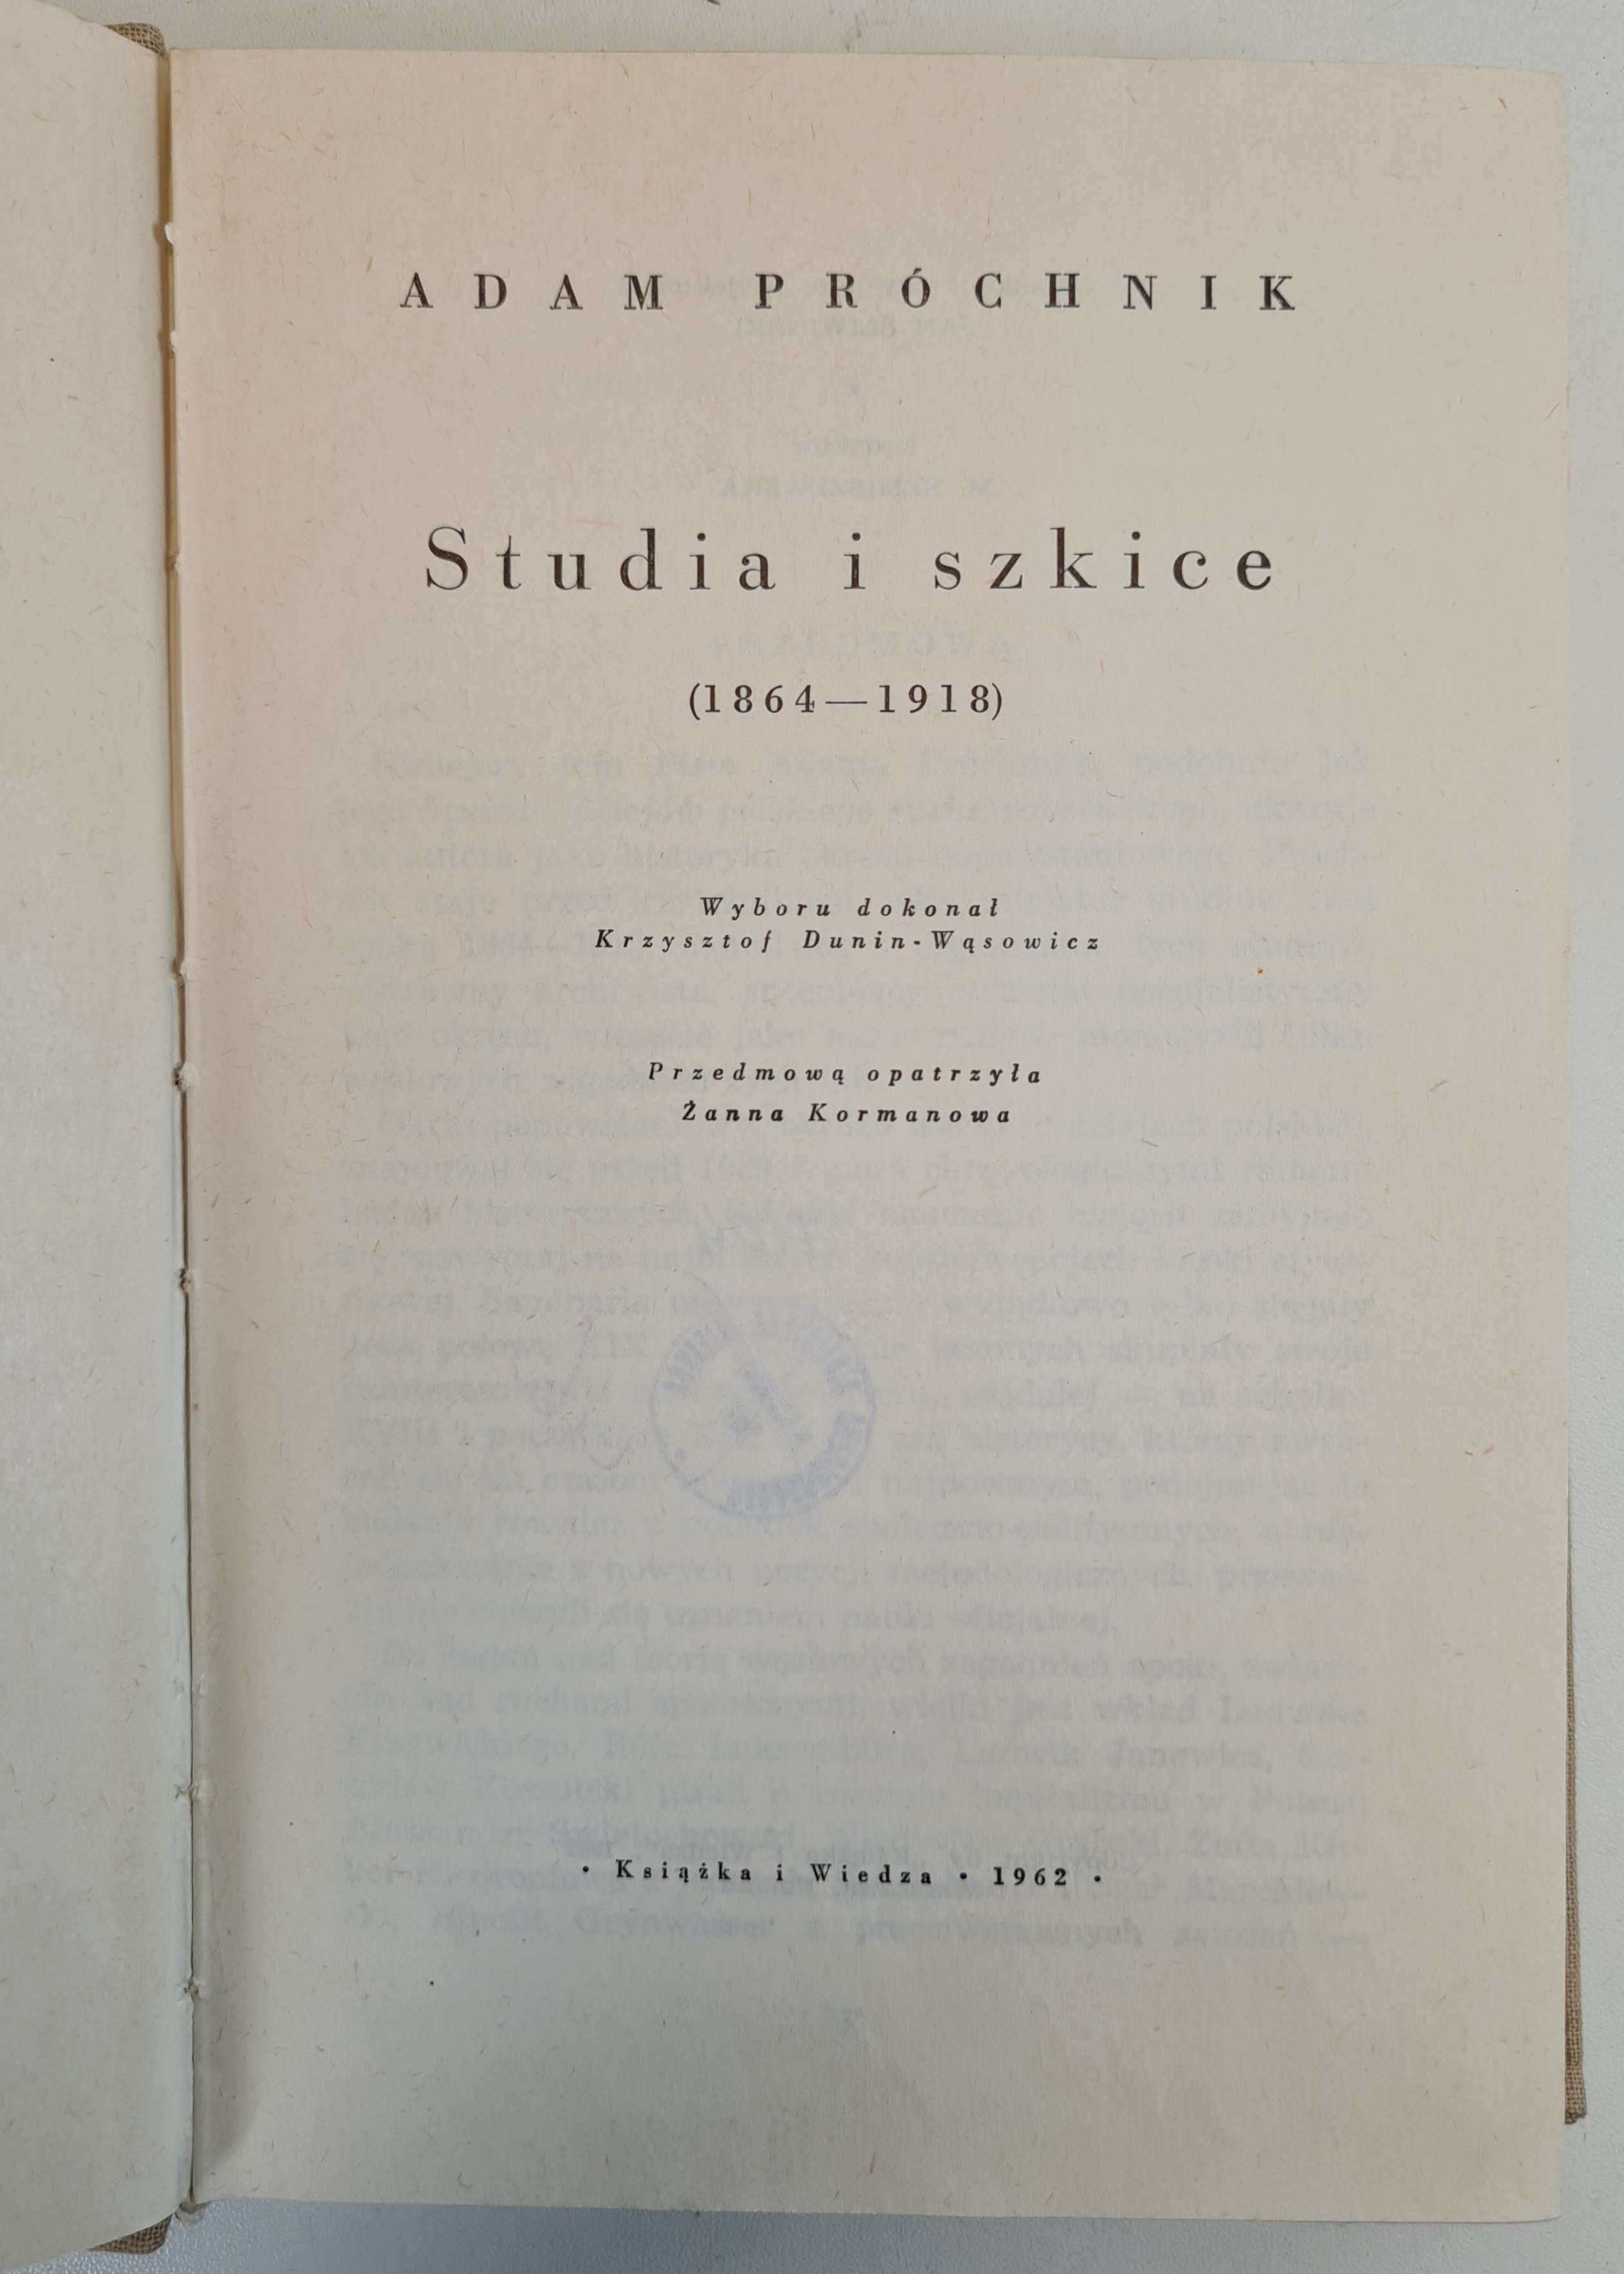 ADAM PRÓCHNIK
Studia i szkice
(1864—1918)
Wyboru dokonał
Krzysztof Dunin-Wąsowicz
Przedmową opatrzyła
Żanna Kormanowa
• Książka i Wiedza • 1962 •